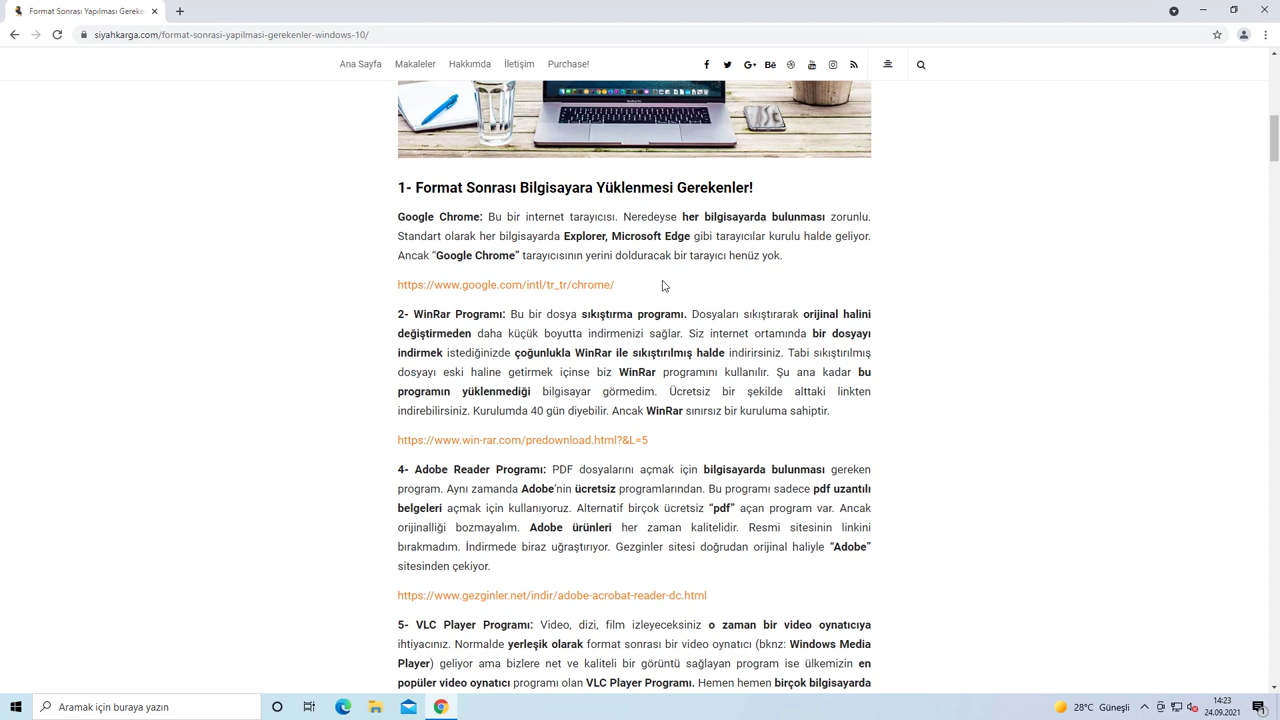 Format Sonrası Yapılması Gereke
siyahkarga.com/format-sonrasi-yapilmasi-gerekenler-windows-10/
Ana Sayfa Makaleler Hakkımda İletişim Purchase!
1- Format Sonrası Bilgisayara Yüklenmesi Gerekenler!
Google Chrome: Bu bir internet tarayıcısı. Neredeyse her bilgisayarda bulunması zorunlu.
Standart olarak her bilgisayarda Explorer, Microsoft Edge gibi tarayıcılar kurulu halde geliyor.
Ancak “Google Chrome” tarayıcısının yerini dolduracak bir tarayıcı henüz yok.
https://www.google.com/intl/tr_tr/chrome/
2- WinRar Programı: Bu bir dosya sıkıştırma programı. Dosyaları sıkıştırarak orijinal halini
değiştirmeden daha küçük boyutta indirmenizi sağlar. Siz internet ortamında bir dosyayı
indirmek istediğinizde çoğunlukla WinRar ile sıkıştırılmış halde indirirsiniz. Tabi sıkıştırılmış
dosyayı eski haline getirmek içinse biz WinRar programını kullanılır. Şu ana kadar bu
programın yüklenmediği bilgisayar görmedim. Ücretsiz bir şekilde alttaki linkten
indirebilirsiniz. Kurulumda 40 gün diyebilir. Ancak WinRar sınırsız bir kuruluma sahiptir.
https://www.win-rar.com/predownload.html?&L=5
4- Adobe Reader Programı: PDF dosyalarını açmak için bilgisayarda bulunması gereken
program. Aynı zamanda Adobe’nin ücretsiz programlarından. Bu programı sadece pdf uzantılı
belgeleri açmak için kullanıyoruz. Alternatif birçok ücretsiz “pdf” açan program var. Ancak
orijinalliği bozmayalım. Adobe ürünleri her zaman kalitelidir. Resmi sitesinin linkini
bırakmadım. İndirmede biraz uğraştırıyor. Gezginler sitesi doğrudan orijinal haliyle “Adobe”
sitesinden çekiyor.
https://www.gezginler.net/indir/adobe-acrobat-reader-dc.html
5- VLC Player Programı: Video, dizi, film izleyeceksiniz o zaman bir video oynatıcıya
ihtiyacınız. Normalde yerleşik olarak format sonrası bir video oynatıcı (bknz: Windows Media
Player) geliyor ama bizlere net ve kaliteli bir görüntü sağlayan program ise ülkemizin en
popüler video oynatıcı programı olan VLC Player Programı. Hemen hemen birçok bilgisayarda
Aramak için buraya yazın
28°C Güneşli
14:23
24.09.2021